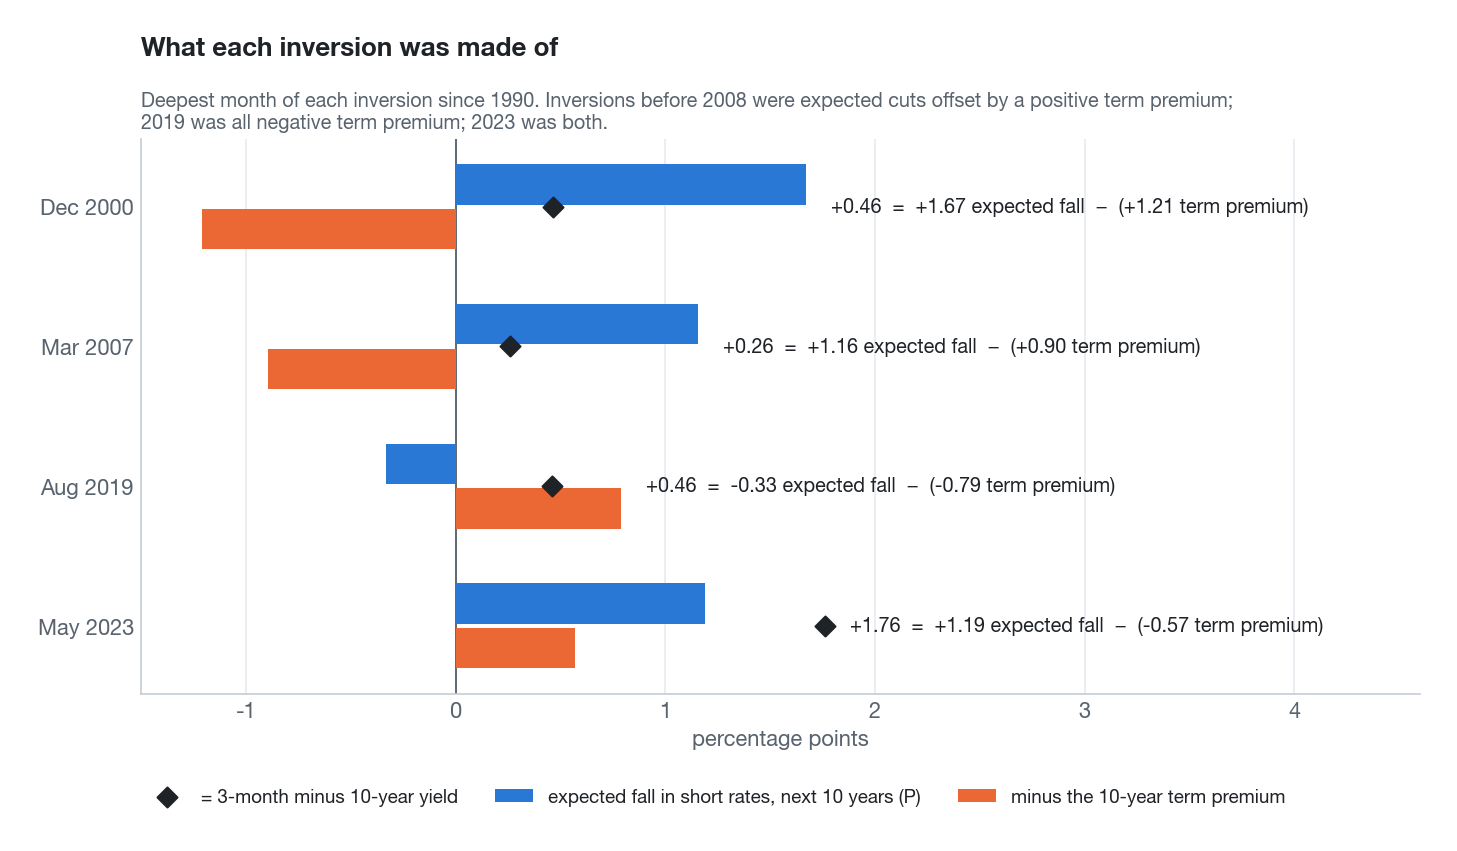 What each inversion was made of
Deepest month of each inversion since 1990. Inversions before 2008 were expected cuts offset by a positive term premium;
2019 was all negative term premium; 2023 was both.
Dec 2000
+0.46 = +1.67 expected fall – (+1.21 term premium)
Mar 2007
+0.26 = +1.16 expected fall – (+0.90 term premium)
Aug 2019
+0.46 = -0.33 expected fall – (-0.79 term premium)
May 2023
+1.76 = +1.19 expected fall – (-0.57 term premium)
-1 0 1 2 3 4
percentage points
= 3-month minus 10-year yield
expected fall in short rates, next 10 years (P)
minus the 10-year term premium